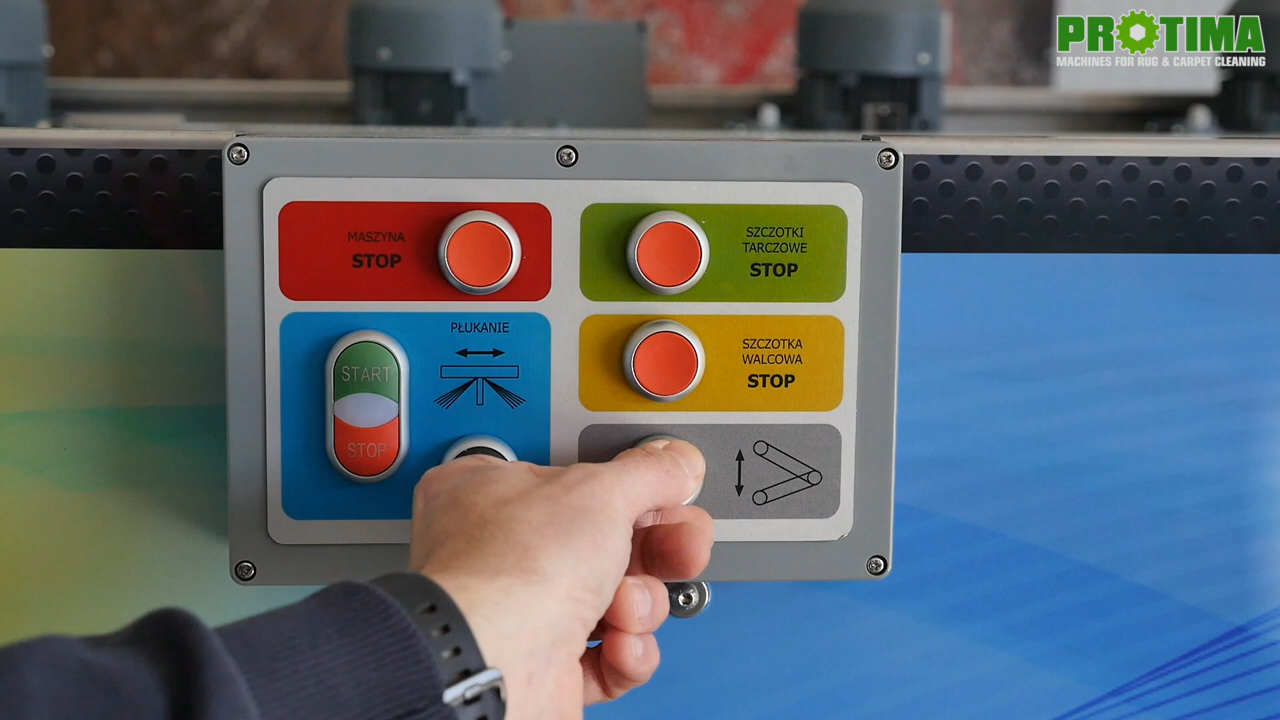 PROTIMA
MACHINES FOR RUG & CARPET CLEANING
MASZYNA
STOP
SZCZOTKI
TARCZOWE
STOP
PŁUKANIE
START
STOP
SZCZOTKA
WALCOWA
STOP